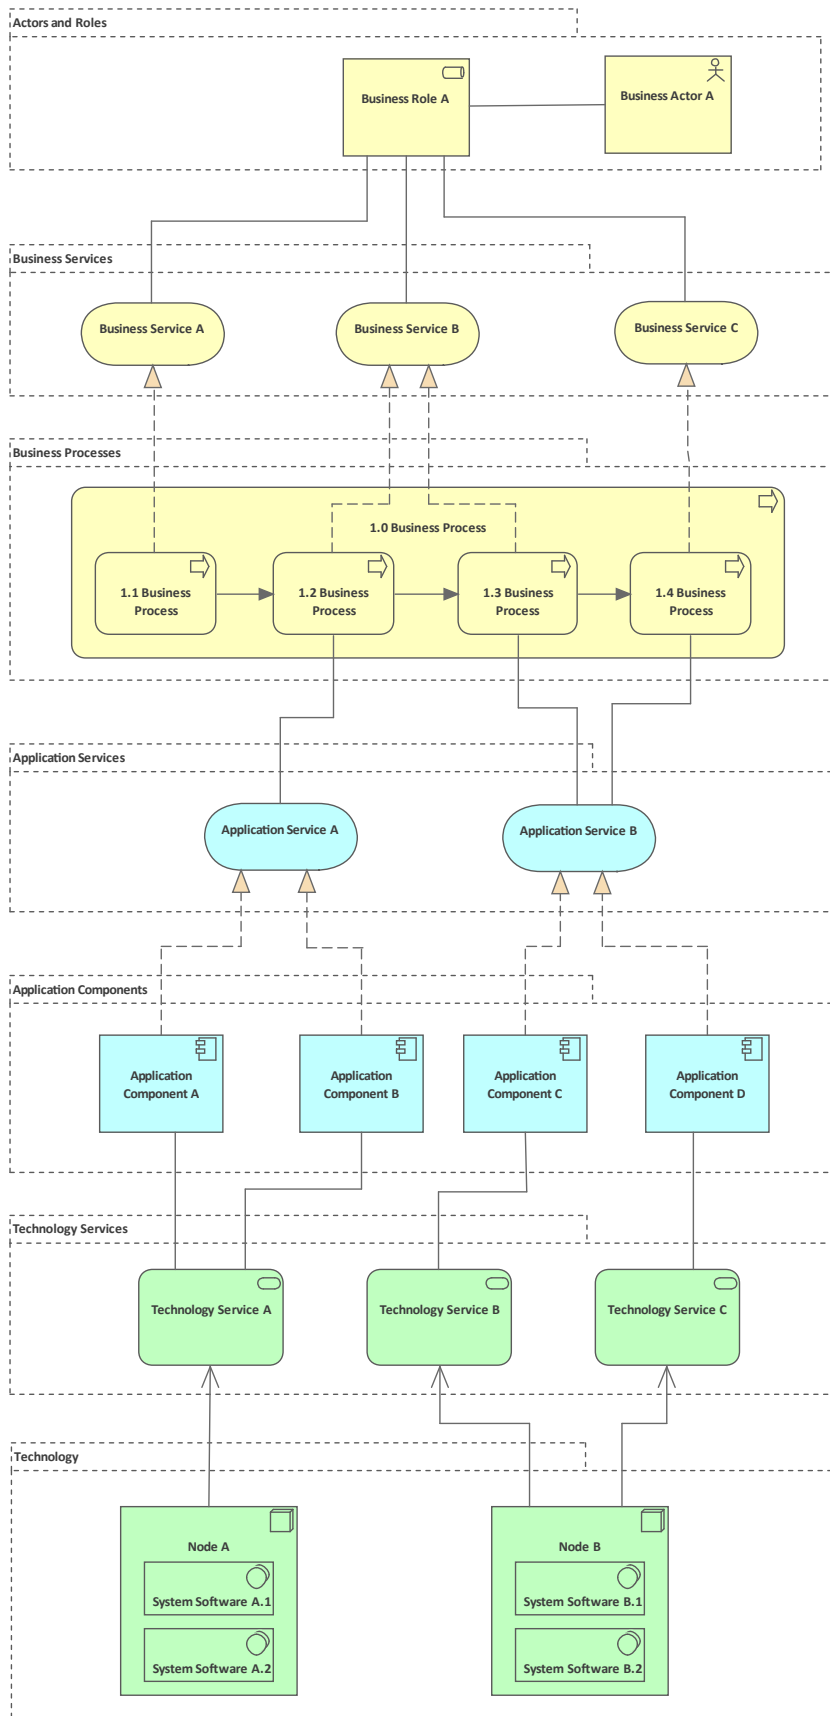 Actors and Roles
Business Role A
Business Actor A
Business Services
Business Service A
Business Service B
Business Service C
Business Processes
1.0 Business Process
1.1 Business
Process
1.2 Business
Process
1.3 Business
Process
1.4 Business
Process
Application Services
Application Service A
Application Service B
Application Components
Application
Component A
Application
Component B
Application
Component C
Application
Component D
Technology Services
Technology Service A
Technology Service B
Technology Service C
Technology
Node A
System Software A.1
System Software A.2
Node B
System Software B.1
System Software B.2